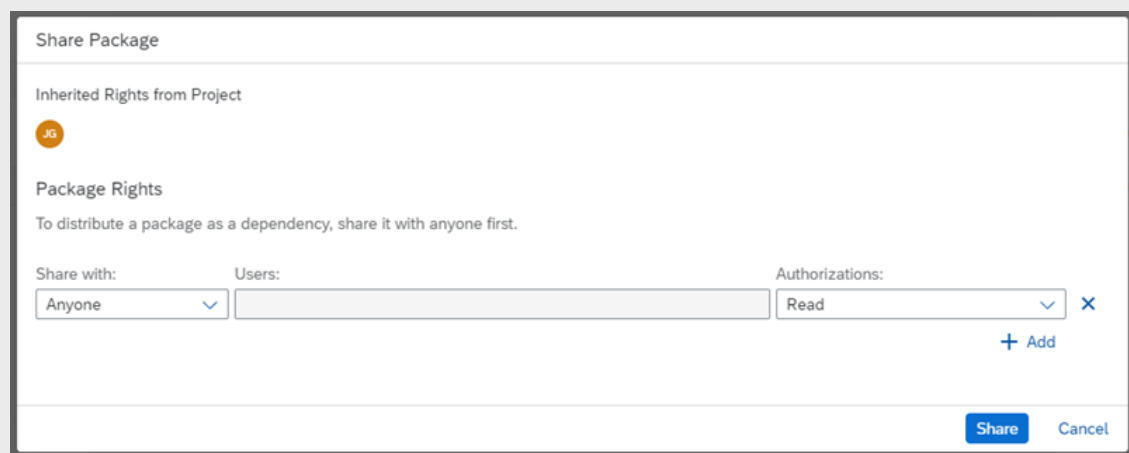 Share Package
Inherited Rights from Project
JG
Package Rights
To distribute a package as a dependency, share it with anyone first.
Share with: Users: Authorizations:
Anyone Read
+ Add
Share Cancel